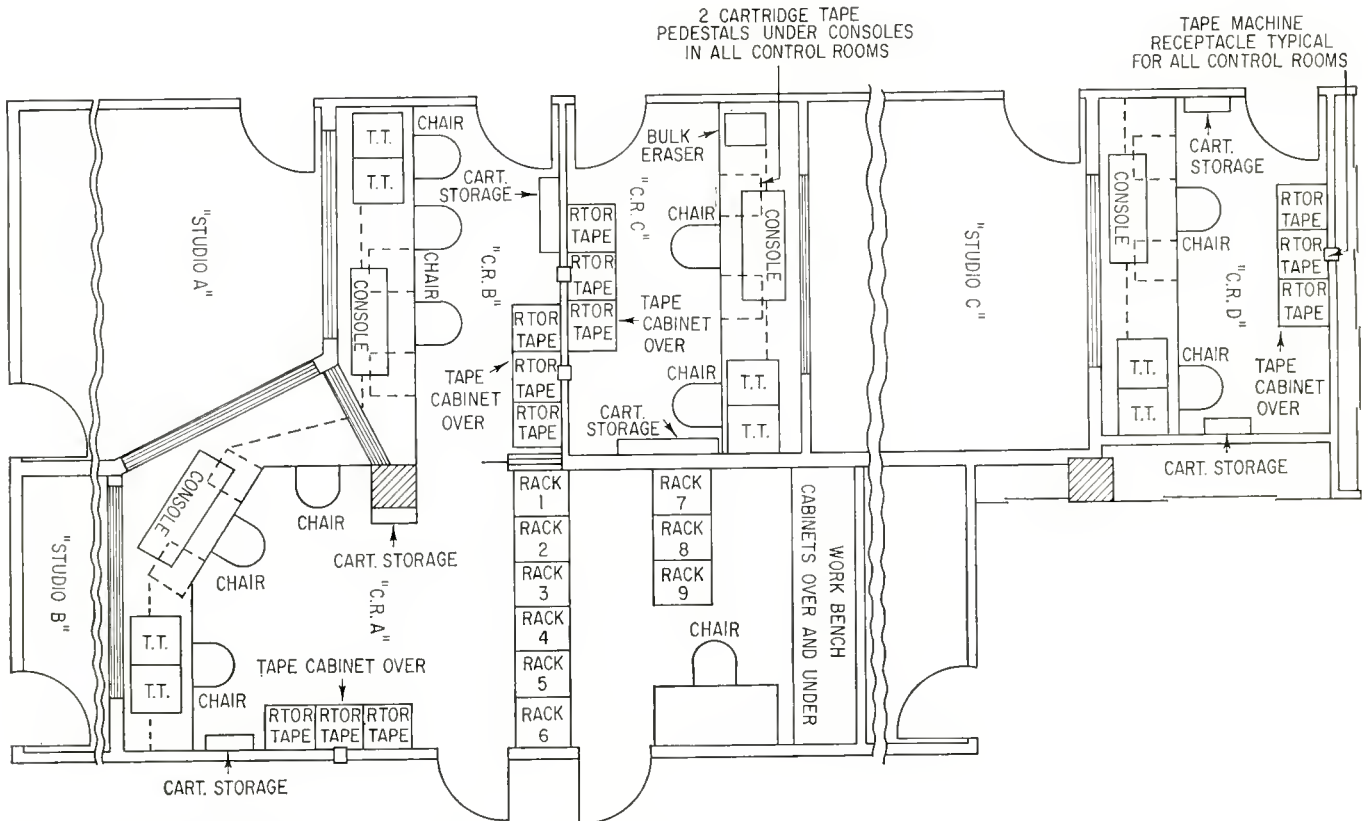 2 CARTRIDGE TAPE
PEDESTALS UNDER CONSOLES
IN ALL CONTROL ROOMS
TAPE MACHINE
RECEPTACLE TYPICAL
FOR ALL CONTROL ROOMS
"STUDIO A"
T.T.
T.T.
CHAIR
CHAIR
CONSOLE
"C.R. B"
CART.
STORAGE
RTOR
TAPE
RTOR
TAPE
RTOR
TAPE
TAPE
CABINET
OVER
BULK
ERASER
"C.R. C"
CHAIR
CONSOLE
RTOR
TAPE
RTOR
TAPE
RTOR
TAPE
TAPE
CABINET
OVER
CHAIR
T.T.
T.T.
CART.
STORAGE
"STUDIO C"
CONSOLE
CART.
STORAGE
CHAIR
"C.R. D"
RTOR
TAPE
RTOR
TAPE
RTOR
TAPE
CHAIR
T.T.
T.T.
TAPE
CABINET
OVER
CART. STORAGE
"STUDIO B"
CONSOLE
CHAIR
CHAIR
CART. STORAGE
"C.R. A"
T.T.
T.T.
CHAIR
TAPE CABINET OVER
RTOR
TAPE
RTOR
TAPE
RTOR
TAPE
CART. STORAGE
RACK
1
RACK
2
RACK
3
RACK
4
RACK
5
RACK
6
RACK
7
RACK
8
RACK
9
CHAIR
WORK BENCH
CABINETS OVER AND UNDER